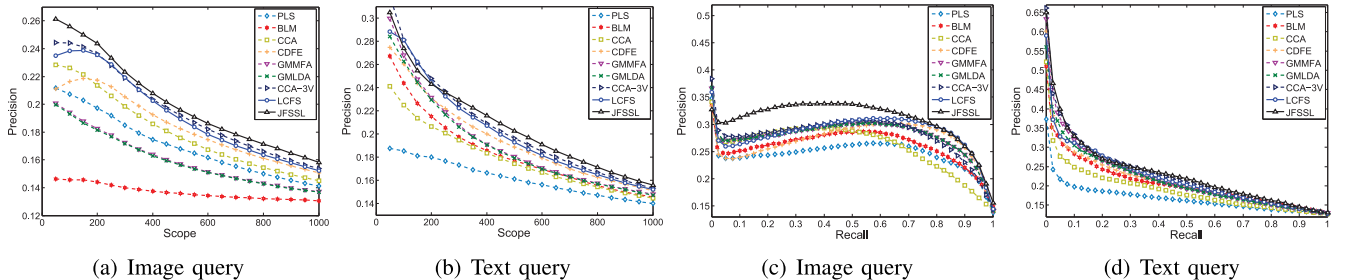 0.26
0.24
0.22
0.2
0.18
0.16
0.14
0.12
Precision
0 200 400 600 800 1000
Scope
PLS
BLM
CCA
CDFE
GMMFA
GMLDA
CCA-3V
LCFS
JFSSL
(a) Image query
0.3
0.28
0.26
0.24
0.22
0.2
0.18
0.16
0.14
Precision
0 200 400 600 800 1000
Scope
PLS
BLM
CCA
CDFE
GMMFA
GMLDA
CCA-3V
LCFS
JFSSL
(b) Text query
0.5
0.45
0.4
0.35
0.3
0.25
0.2
0.15
Precision
0 0.1 0.2 0.3 0.4 0.5 0.6 0.7 0.8 0.9 1
Recall
PLS
BLM
CCA
CDFE
GMMFA
GMLDA
CCA-3V
LCFS
JFSSL
(c) Image query
0.65
0.6
0.55
0.5
0.45
0.4
0.35
0.3
0.25
0.2
0.15
Precision
0 0.1 0.2 0.3 0.4 0.5 0.6 0.7 0.8 0.9 1
Recall
PLS
BLM
CCA
CDFE
GMMFA
GMLDA
CCA-3V
LCFS
JFSSL
(d) Text query